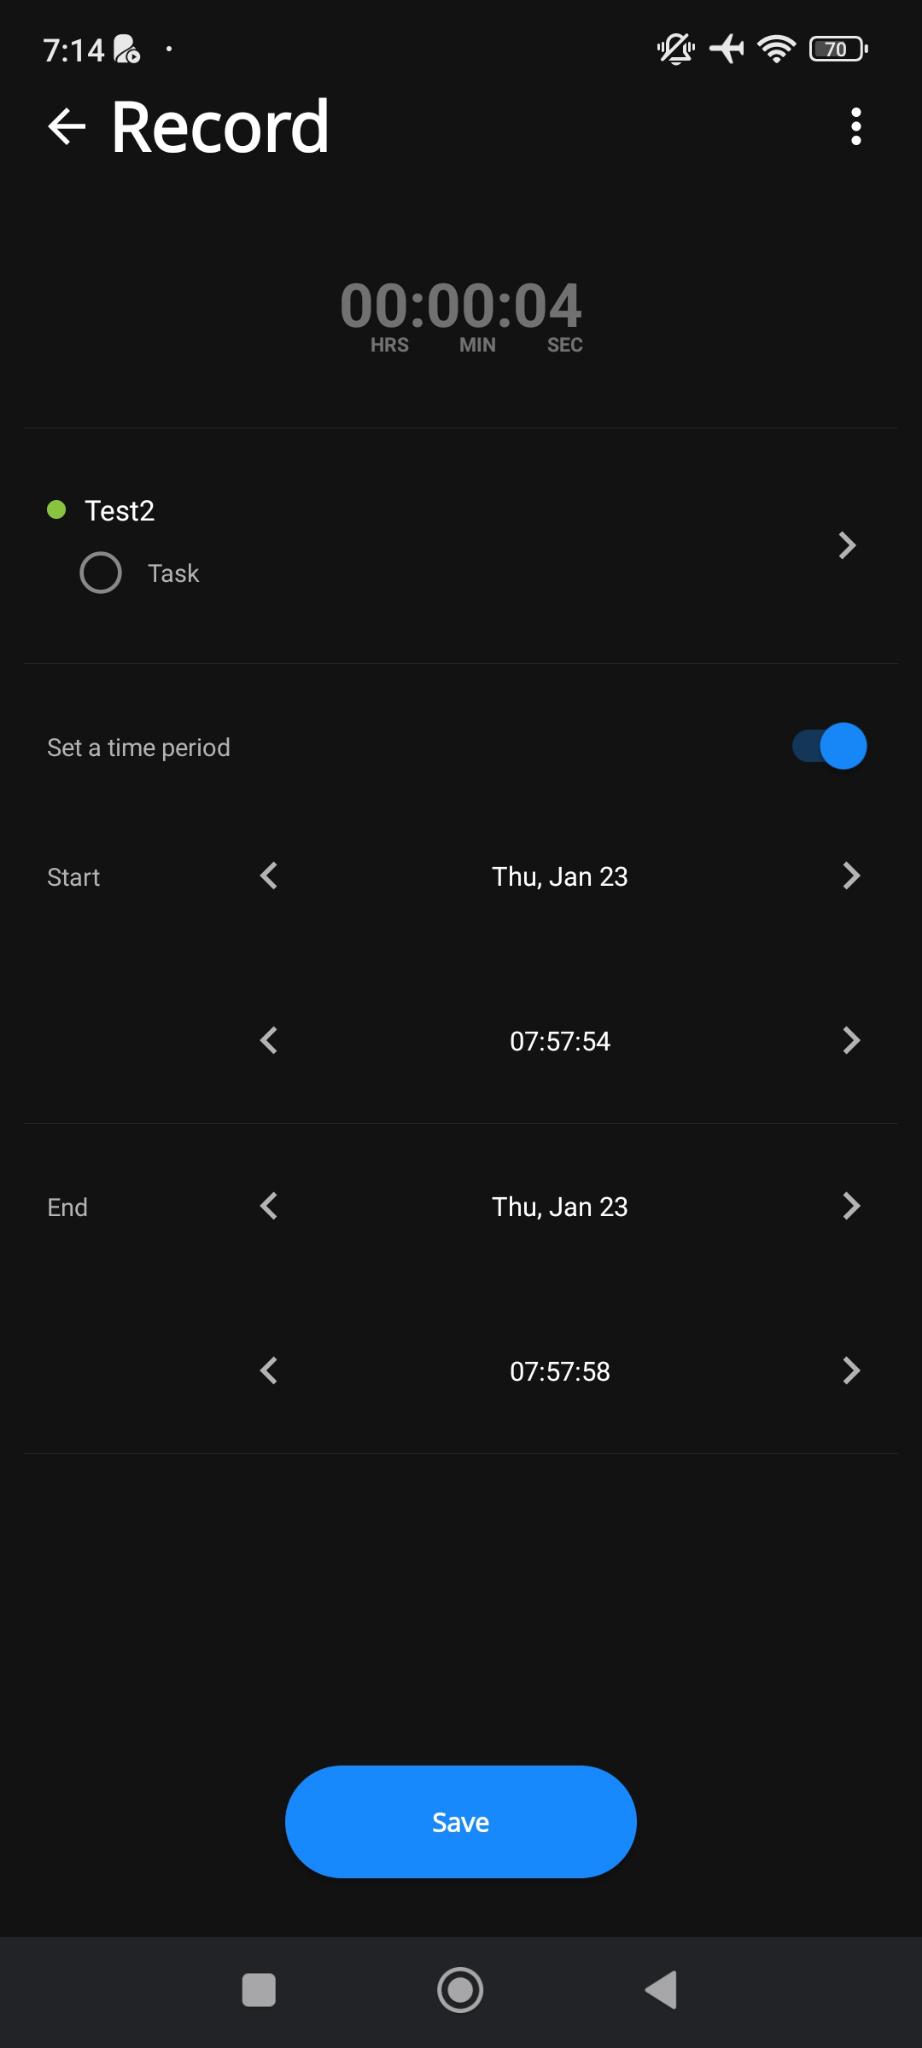 7:14
70
Record
00:00:04
HRS MIN SEC
Test2
Task
Set a time period
Start
Thu, Jan 23
07:57:54
End
Thu, Jan 23
07:57:58
Save